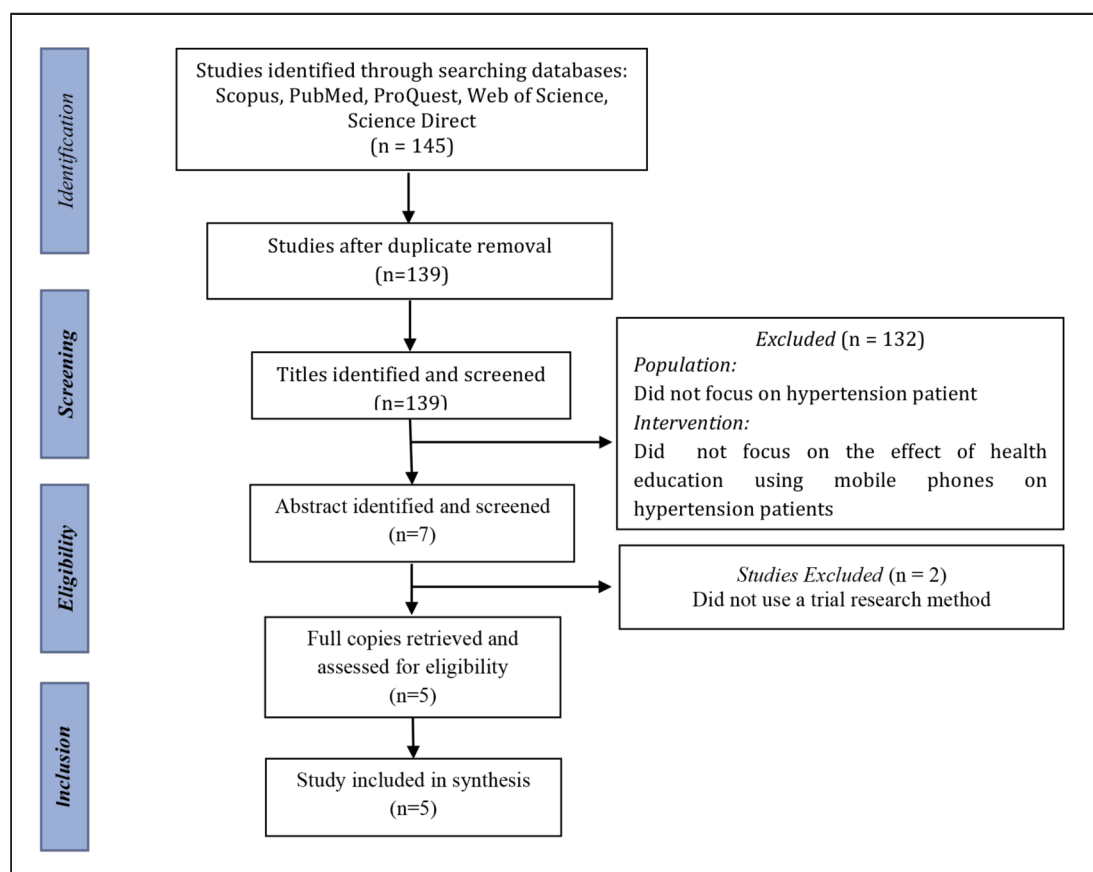 Identification
Studies identified through searching databases:
Scopus, PubMed, ProQuest, Web of Science,
Science Direct
(n = 145)
Studies after duplicate removal
(n=139)
Screening
Titles identified and screened
(n=139)
Excluded (n = 132)
Population:
Did not focus on hypertension patient
Intervention:
Did not focus on the effect of health
education using mobile phones on
hypertension patients
Eligibility
Abstract identified and screened
(n=7)
Studies Excluded (n = 2)
Did not use a trial research method
Full copies retrieved and
assessed for eligibility
(n=5)
Inclusion
Study included in synthesis
(n=5)